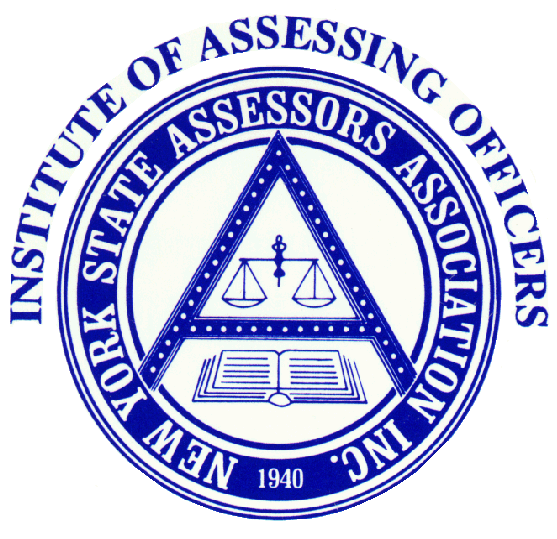 INSTITUTE OF ASSESSING OFFICERS
NEW YORK STATE ASSESSORS ASSOCIATION INC.
1940